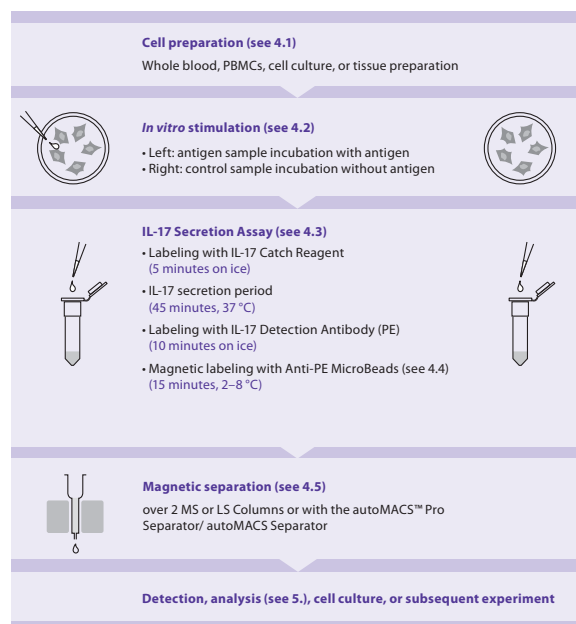 Cell preparation (see 4.1)
Whole blood, PBMCs, cell culture, or tissue preparation
In vitro stimulation (see 4.2)
• Left: antigen sample incubation with antigen
• Right: control sample incubation without antigen
IL-17 Secretion Assay (see 4.3)
• Labeling with IL-17 Catch Reagent
(5 minutes on ice)
• IL-17 secretion period
(45 minutes, 37 °C)
• Labeling with IL-17 Detection Antibody (PE)
(10 minutes on ice)
• Magnetic labeling with Anti-PE MicroBeads (see 4.4)
(15 minutes, 2–8 °C)
Magnetic separation (see 4.5)
over 2 MS or LS Columns or with the autoMACS™ Pro
Separator/ autoMACS Separator
Detection, analysis (see 5.), cell culture, or subsequent experiment